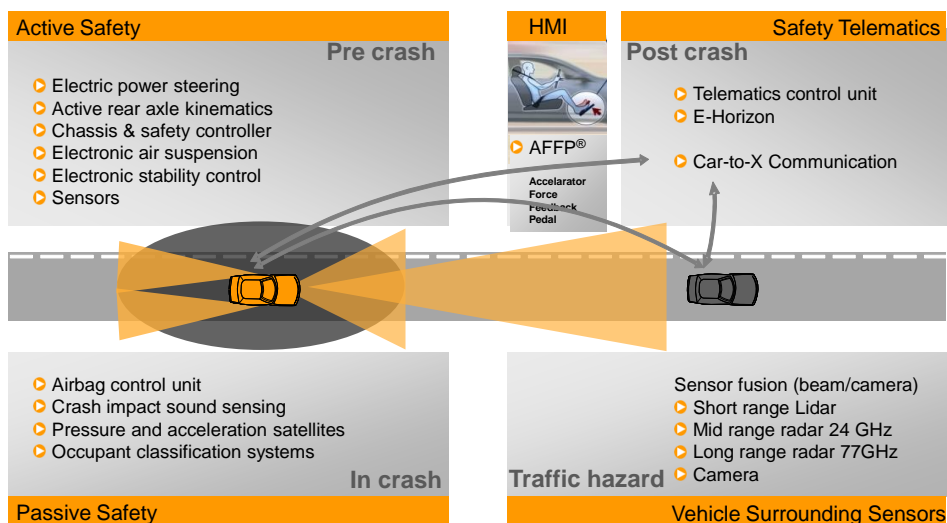 Active Safety
Pre crash
Electric power steering
Active rear axle kinematics
Chassis & safety controller
Electronic air suspension
Electronic stability control
Sensors
HMI
AFFP®
Accelarator
Force
Feedback
Pedal
Safety Telematics
Post crash
Telematics control unit
E-Horizon
Car-to-X Communication
Airbag control unit
Crash impact sound sensing
Pressure and acceleration satellites
Occupant classification systems
In crash
Passive Safety
Sensor fusion (beam/camera)
Short range Lidar
Mid range radar 24 GHz
Long range radar 77GHz
Camera
Traffic hazard
Vehicle Surrounding Sensors